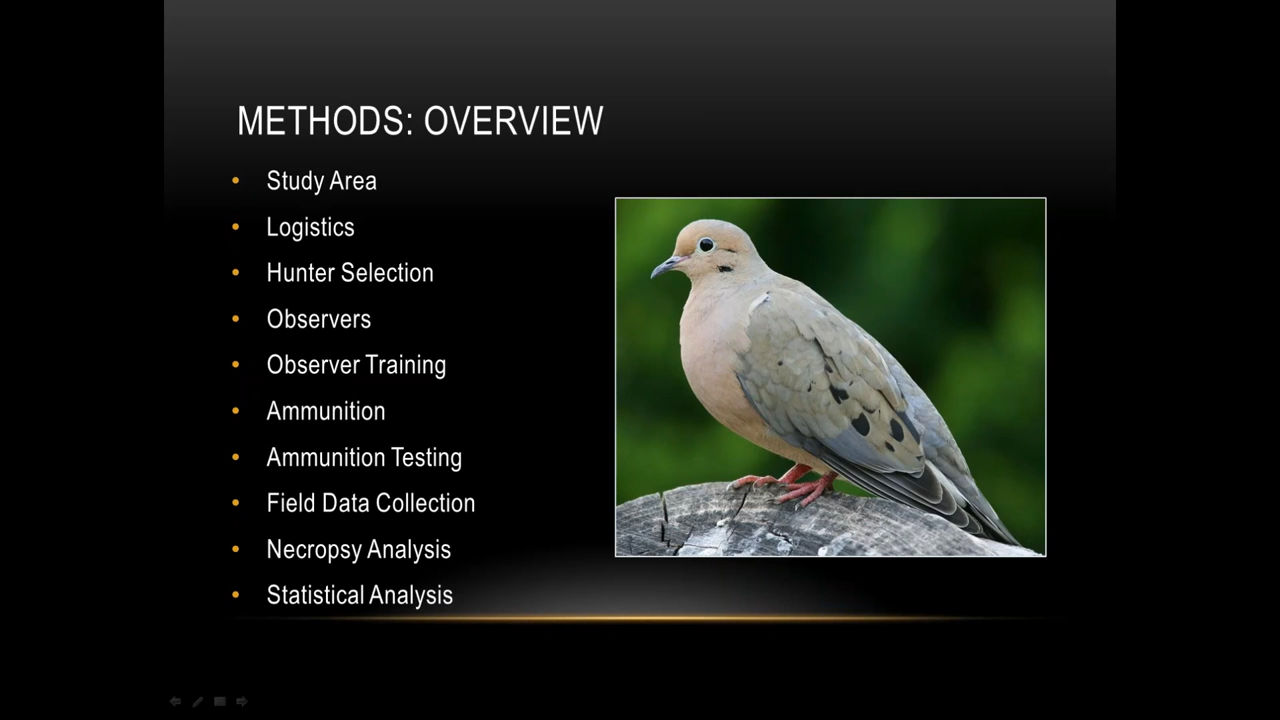 METHODS: OVERVIEW
• Study Area
• Logistics
• Hunter Selection
• Observers
• Observer Training
• Ammunition
• Ammunition Testing
• Field Data Collection
• Necropsy Analysis
• Statistical Analysis